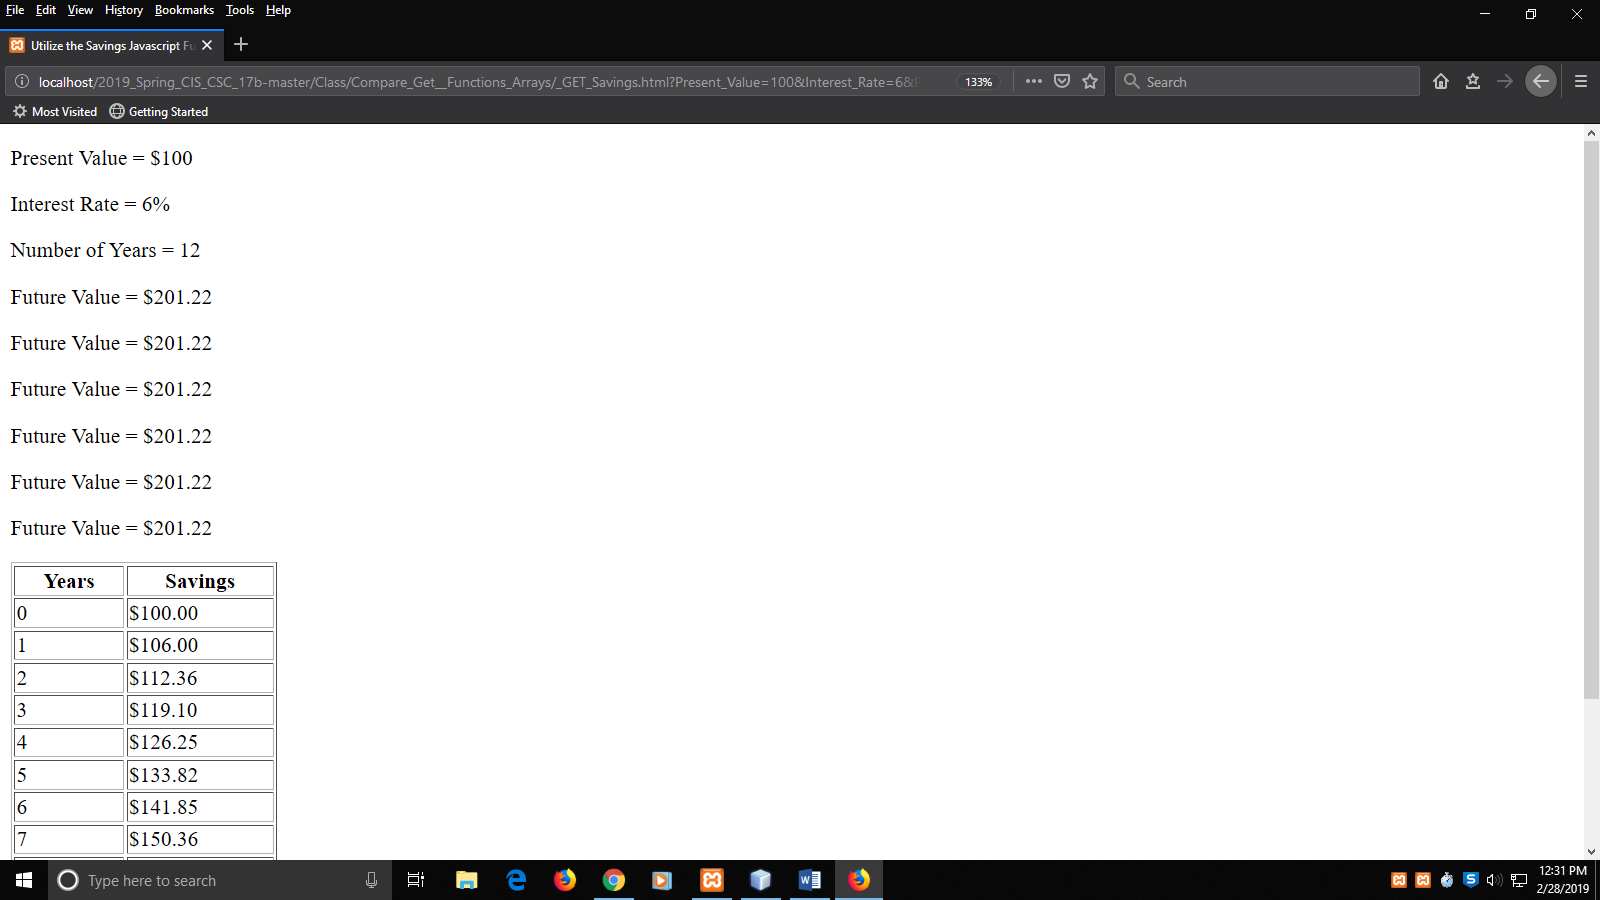 File Edit View History Bookmarks Tools Help
Utilize the Savings Javascript Fu
localhost/2019_Spring_CIS_CSC_17b-master/Class/Compare_Get__Functions_Arrays/_GET_Savings.html?Present_Value=100&Interest_Rate=6& 133% Search
Most Visited Getting Started
Present Value = $100
Interest Rate = 6%
Number of Years = 12
Future Value = $201.22
Future Value = $201.22
Future Value = $201.22
Future Value = $201.22
Future Value = $201.22
Future Value = $201.22
Years Savings
0 $100.00
1 $106.00
2 $112.36
3 $119.10
4 $126.25
5 $133.82
6 $141.85
7 $150.36
Type here to search
12:31 PM
2/28/2019